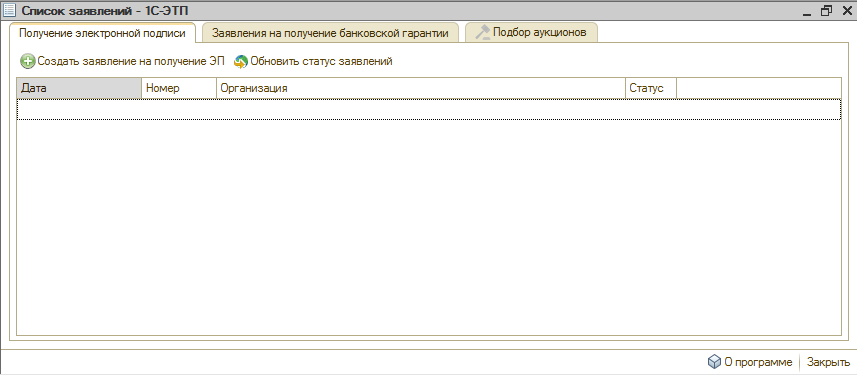 Список заявлений - 1С-ЭТП
Получение электронной подписи Заявления на получение банковской гарантии Подбор аукционов
Создать заявление на получение ЭП Обновить статус заявлений
Дата Номер Организация Статус
О программе Закрыть